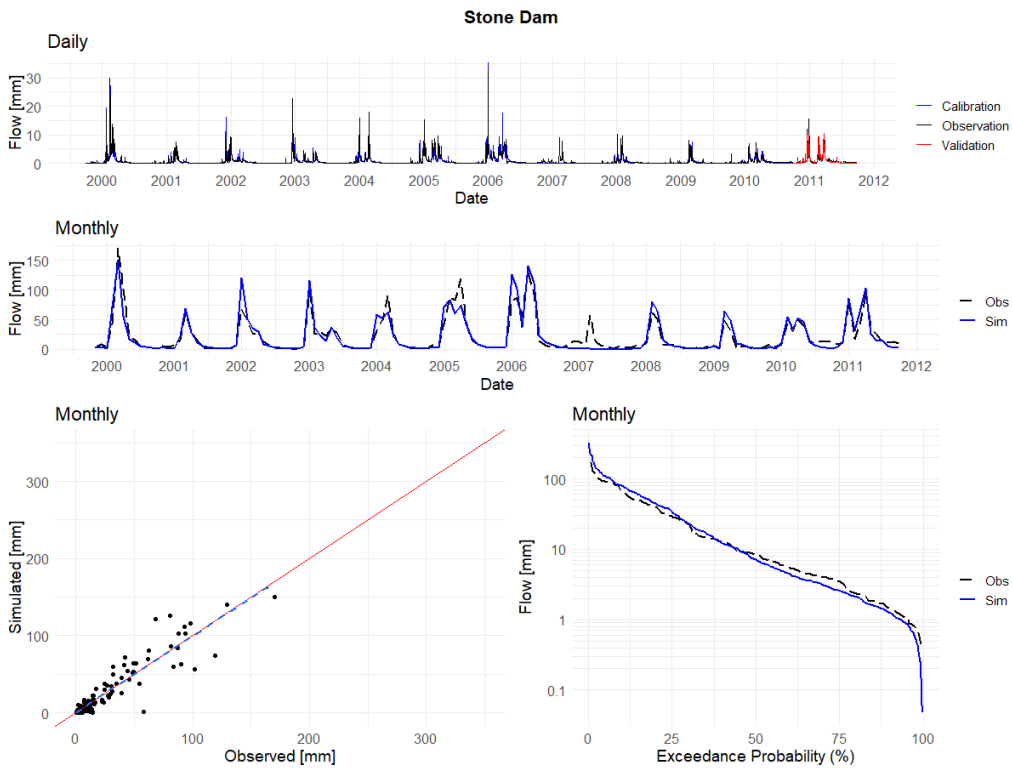 Stone Dam
Daily
Flow [mm]
30
20
10
0
2000 2001 2002 2003 2004 2005 2006 2007 2008 2009 2010 2011 2012
Date
Calibration
Observation
Validation
Monthly
Flow [mm]
150
100
50
0
2000 2001 2002 2003 2004 2005 2006 2007 2008 2009 2010 2011 2012
Date
Obs
Sim
Monthly
Simulated [mm]
300
200
100
0
0 100 200 300
Observed [mm]
Monthly
Flow [mm]
100
10
1
0.1
0 25 50 75 100
Exceedance Probability (%)
Obs
Sim